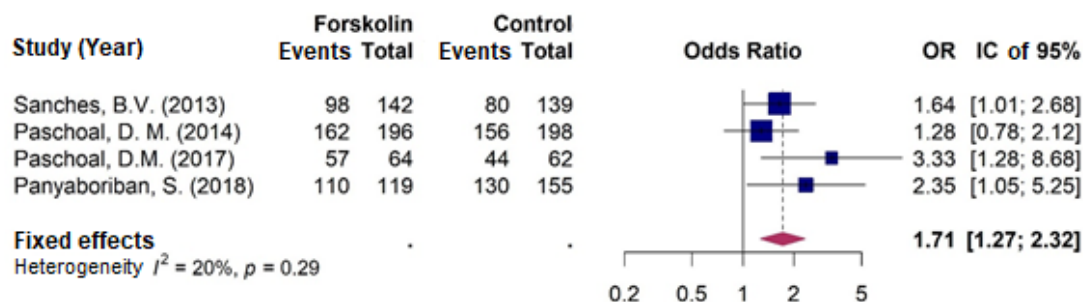 Forskolin Control
Study (Year) Events Total Events Total Odds Ratio OR IC of 95%
Sanches, B.V. (2013) 98 142 80 139 1.64 [1.01; 2.68]
Paschoal, D. M. (2014) 162 196 156 198 1.28 [0.78; 2.12]
Paschoal, D.M. (2017) 57 64 44 62 3.33 [1.28; 8.68]
Panyaboriban, S. (2018) 110 119 130 155 2.35 [1.05; 5.25]
Fixed effects . . 1.71 [1.27; 2.32]
Heterogeneity I² = 20%, p = 0.29
0.2 0.5 1 2 5